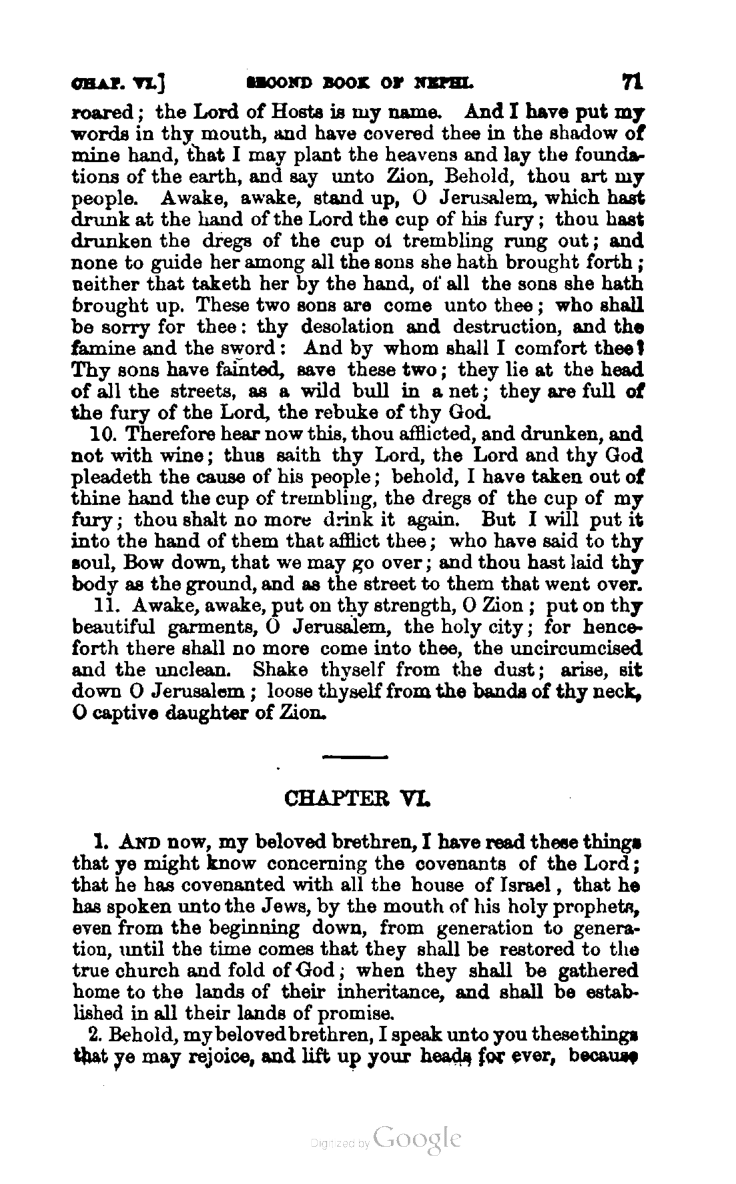 CHAP. VI.] SECOND BOOK OF NEPHI. 71
roared; the Lord of Hosts is my name. And I have put my
words in thy mouth, and have covered thee in the shadow of
mine hand, that I may plant the heavens and lay the founda-
tions of the earth, and say unto Zion, Behold, thou art my
people. Awake, awake, stand up, O Jerusalem, which hast
drunk at the hand of the Lord the cup of his fury; thou hast
drunken the dregs of the cup of trembling rung out; and
none to guide her among all the sons she hath brought forth;
neither that taketh her by the hand, of all the sons she hath
brought up. These two sons are come unto thee; who shall
be sorry for thee: thy desolation and destruction, and the
famine and the sword: And by whom shall I comfort thee?
Thy sons have fainted, save these two; they lie at the head
of all the streets, as a wild bull in a net; they are full of
the fury of the Lord, the rebuke of thy God.
10. Therefore hear now this, thou afflicted, and drunken, and
not with wine; thus saith thy Lord, the Lord and thy God
pleadeth the cause of his people; behold, I have taken out of
thine hand the cup of trembling, the dregs of the cup of my
fury; thou shalt no more drink it again. But I will put it
into the hand of them that afflict thee; who have said to thy
soul, Bow down, that we may go over; and thou hast laid thy
body as the ground, and as the street to them that went over.
11. Awake, awake, put on thy strength, O Zion; put on thy
beautiful garments, O Jerusalem, the holy city; for hence-
forth there shall no more come into thee, the uncircumcised
and the unclean. Shake thyself from the dust; arise, sit
down O Jerusalem; loose thyself from the bands of thy neck,
O captive daughter of Zion.
CHAPTER VI.
1. AND now, my beloved brethren, I have read these things
that ye might know concerning the covenants of the Lord;
that he has covenanted with all the house of Israel, that he
has spoken unto the Jews, by the mouth of his holy prophets,
even from the beginning down, from generation to genera-
tion, until the time comes that they shall be restored to the
true church and fold of God; when they shall be gathered
home to the lands of their inheritance, and shall be estab-
lished in all their lands of promise.
2. Behold, my beloved brethren, I speak unto you these things
that ye may rejoice, and lift up your heads for ever, because
Digitized by Google